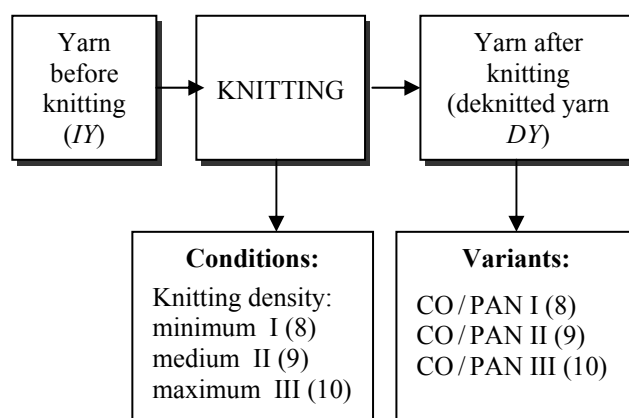 Yarn
before
knitting
(IY)
KNITTING
Yarn after
knitting
(deknitted yarn
DY)
Conditions:
Knitting density:
minimum I (8)
medium II (9)
maximum III (10)
Variants:
CO / PAN I (8)
CO / PAN II (9)
CO / PAN III (10)